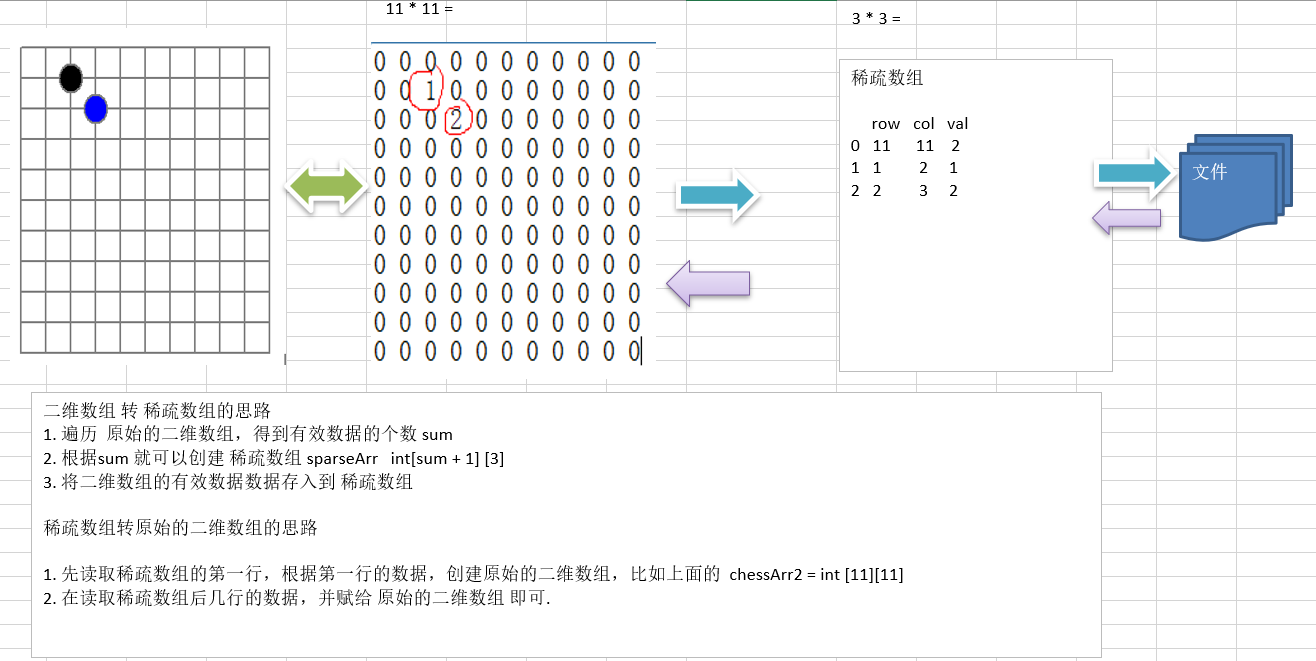 11 * 11 =
3 * 3 =
0 0 0 0 0 0 0 0 0 0 0
0 0 1 0 0 0 0 0 0 0 0
0 0 0 2 0 0 0 0 0 0 0
0 0 0 0 0 0 0 0 0 0 0
0 0 0 0 0 0 0 0 0 0 0
0 0 0 0 0 0 0 0 0 0 0
0 0 0 0 0 0 0 0 0 0 0
0 0 0 0 0 0 0 0 0 0 0
0 0 0 0 0 0 0 0 0 0 0
0 0 0 0 0 0 0 0 0 0 0
0 0 0 0 0 0 0 0 0 0 0
稀疏数组
row col val
0 11 11 2
1 1 2 1
2 2 3 2
文件
二维数组 转 稀疏数组的思路
1. 遍历 原始的二维数组，得到有效数据的个数 sum
2. 根据sum 就可以创建 稀疏数组 sparseArr int[sum + 1] [3]
3. 将二维数组的有效数据数据存入到 稀疏数组
稀疏数组转原始的二维数组的思路
1. 先读取稀疏数组的第一行，根据第一行的数据，创建原始的二维数组，比如上面的 chessArr2 = int [11][11]
2. 在读取稀疏数组后几行的数据，并赋给 原始的二维数组 即可.